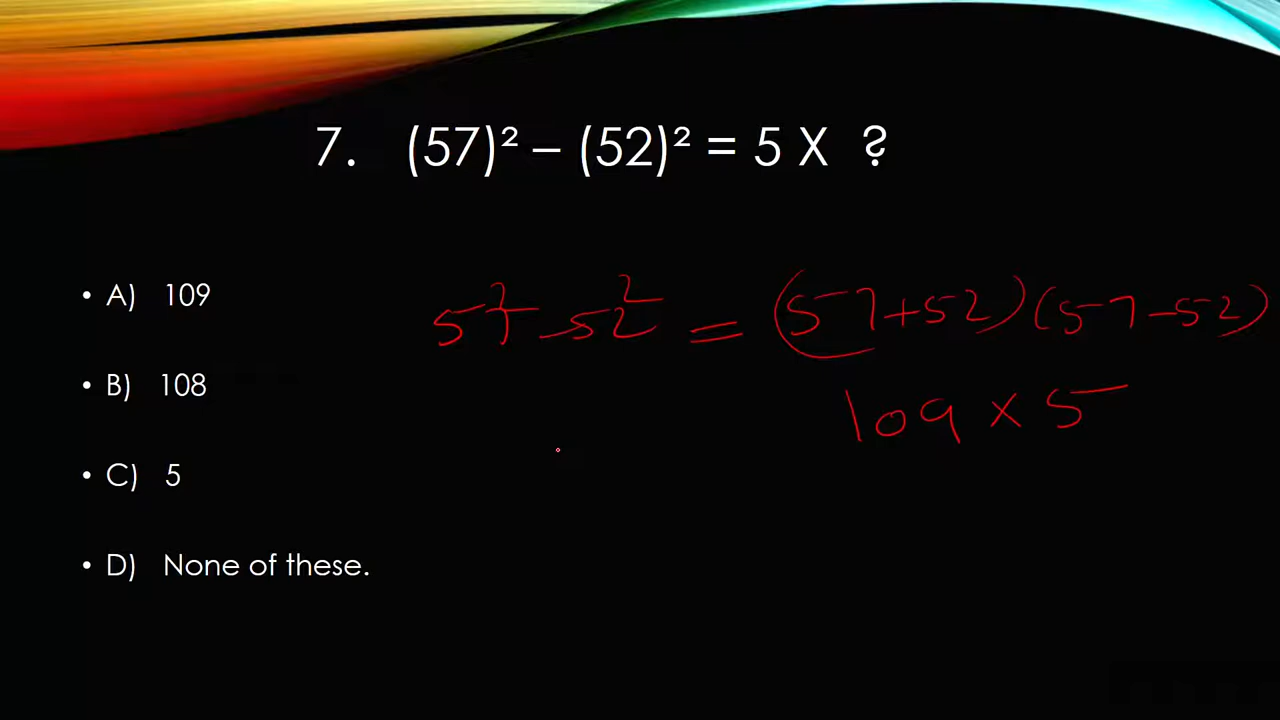 7. (57)² – (52)² = 5 X ?
• A) 109
57² - 52² = (57+52)(57-52)
• B) 108
109 × 5
• C) 5
• D) None of these.